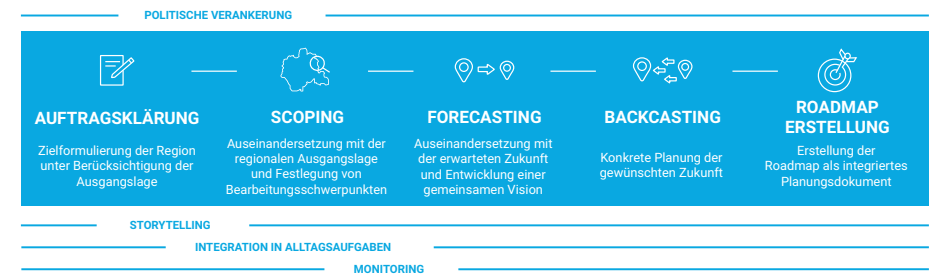 POLITISCHE VERANKERUNG
AUFTRAGSKLÄRUNG
Zielformulierung der Region
unter Berücksichtigung der
Ausgangslage
SCOPING
Auseinandersetzung mit der
regionalen Ausgangslage
und Festlegung von
Bearbeitungsschwerpunkten
FORECASTING
Auseinandersetzung mit
der erwarteten Zukunft
und Entwicklung einer
gemeinsamen Vision
BACKCASTING
Konkrete Planung der
gewünschten Zukunft
ROADMAP
ERSTELLUNG
Erstellung der
Roadmap als integriertes
Planungsdokument
STORYTELLING
INTEGRATION IN ALLTAGSAUFGABEN
MONITORING